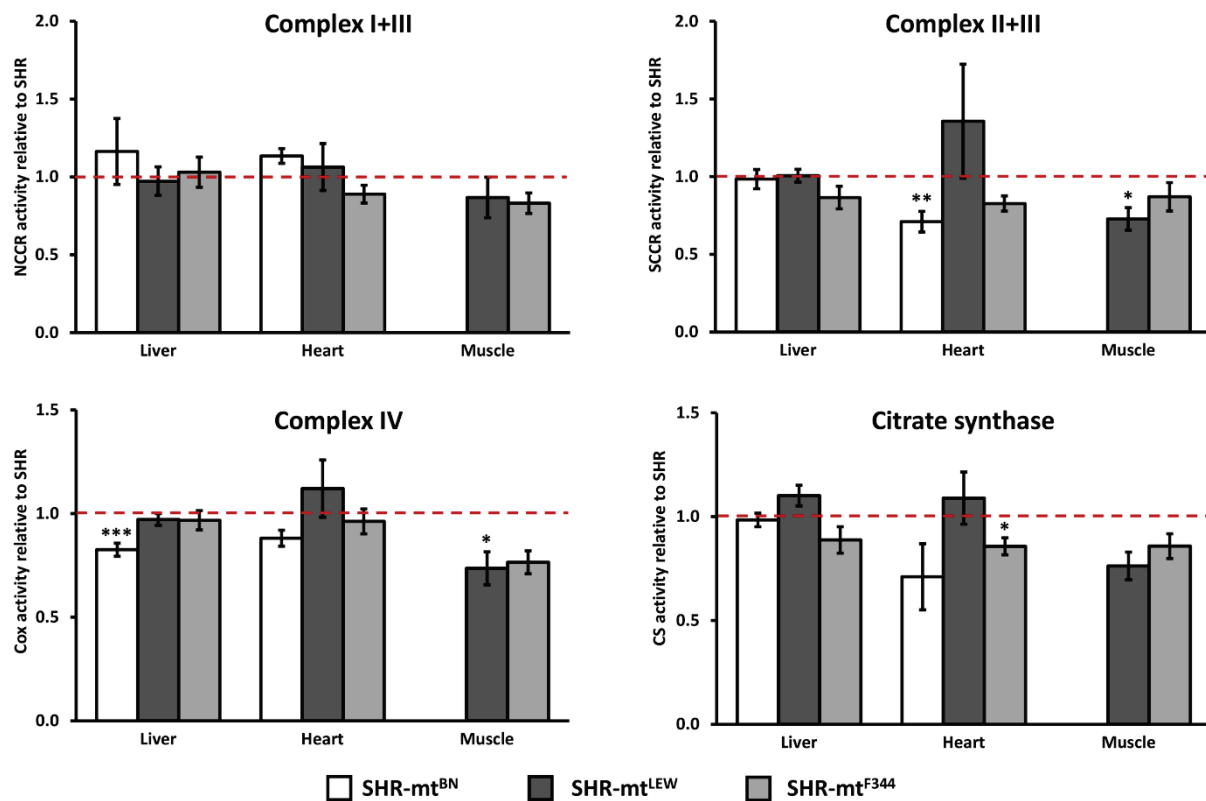 Complex I+III
NCCR activity relative to SHR
2.0
1.5
1.0
0.5
0.0
Liver Heart Muscle
Complex II+III
SCCR activity relative to SHR
2.0
1.5
1.0
0.5
0.0
**
*
Liver Heart Muscle
Complex IV
Cox activity relative to SHR
1.5
1.0
0.5
0.0
***
*
Liver Heart Muscle
Citrate synthase
CS activity relative to SHR
1.5
1.0
0.5
0.0
*
Liver Heart Muscle
SHR-mtBN SHR-mtLEW SHR-mtF344